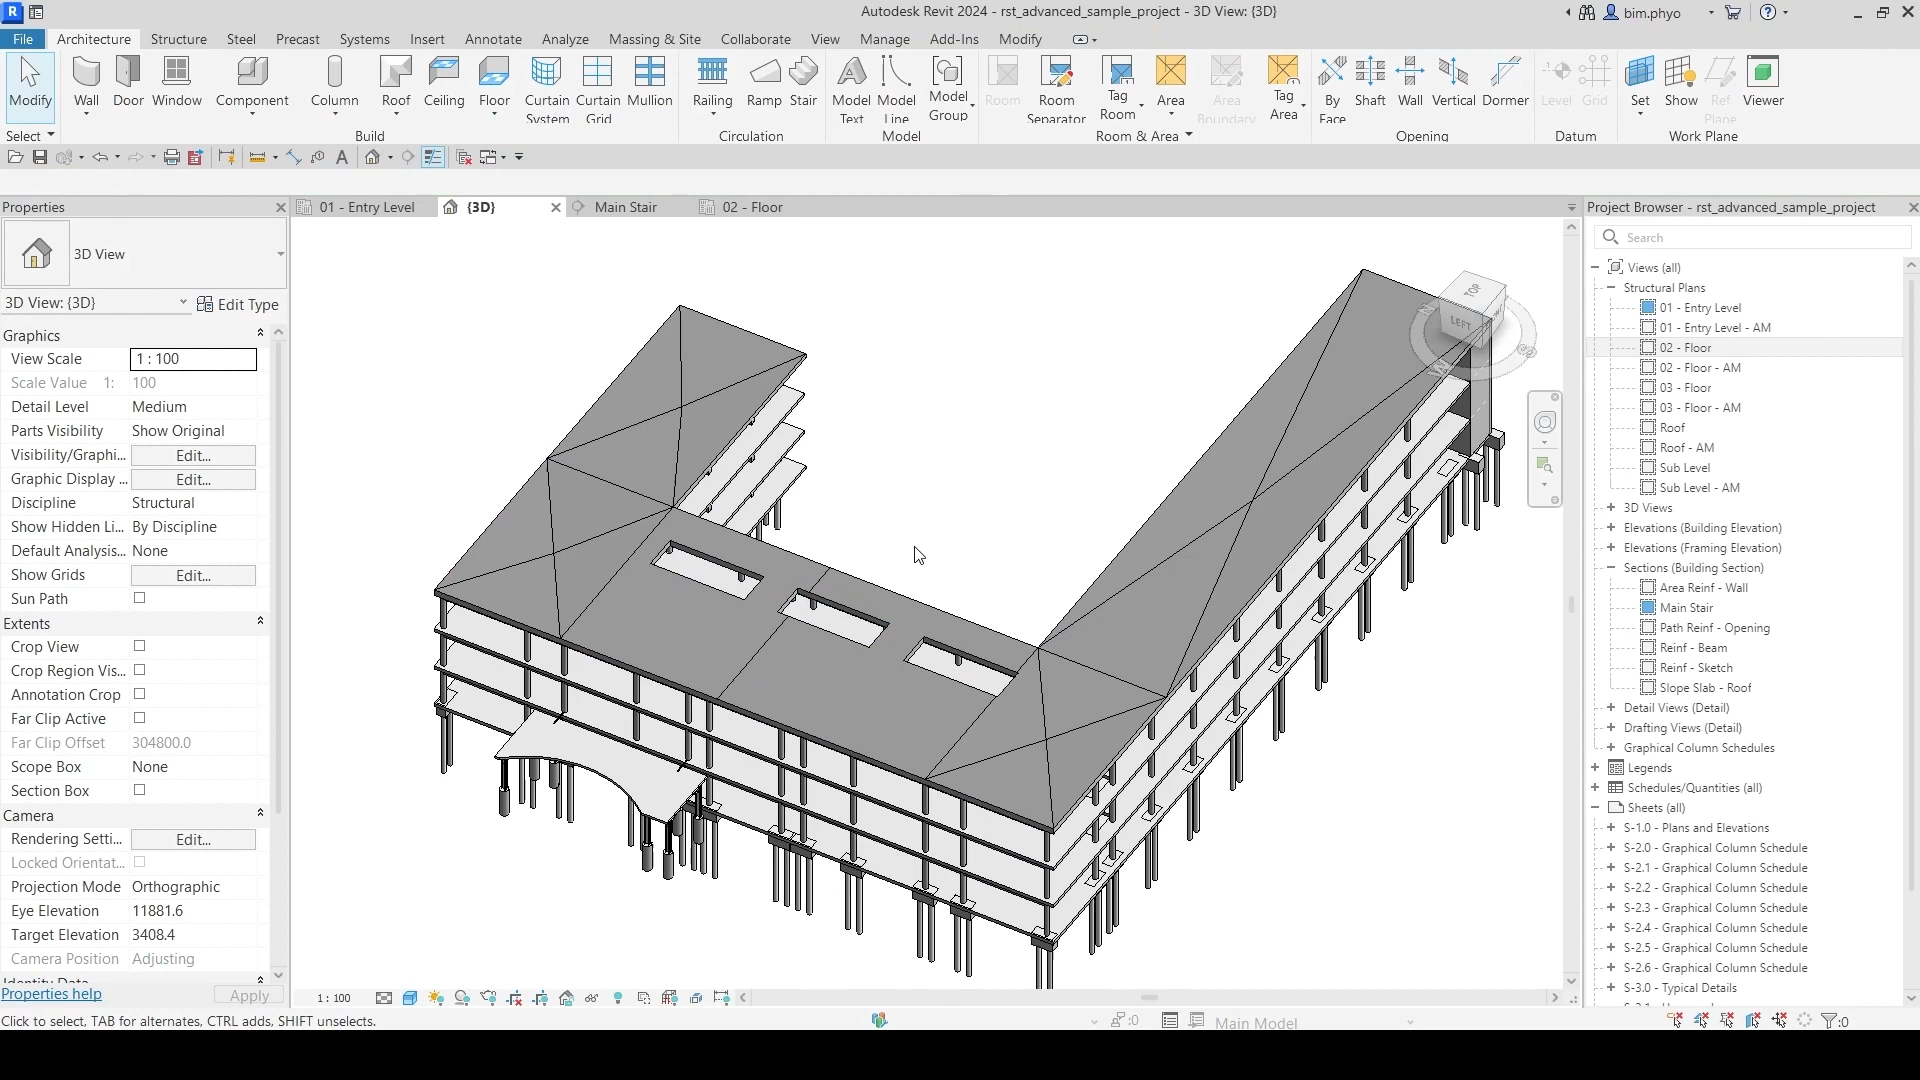 Autodesk Revit 2024 - rst_advanced_sample_project - 3D View: {3D}
bim.phyo
File Architecture Structure Steel Precast Systems Insert Annotate Analyze Massing & Site Collaborate View Manage Add-Ins Modify
Modify Wall Door Window Component Column Roof Ceiling Floor Curtain System Curtain Grid Mullion Railing Ramp Stair Model Text Model Line Model Group Room Room Separator Tag Room Area Area Boundary Tag Area By Face Shaft Wall Vertical Dormer Level Grid Set Show Ref Plane Viewer
Select Build Circulation Model Room & Area Opening Datum Work Plane
Properties
01 - Entry Level {3D} Main Stair 02 - Floor
Project Browser - rst_advanced_sample_project
3D View
3D View: {3D} Edit Type
Graphics
View Scale 1 : 100
Scale Value 1: 100
Detail Level Medium
Parts Visibility Show Original
Visibility/Graphi... Edit...
Graphic Display ... Edit...
Discipline Structural
Show Hidden Li... By Discipline
Default Analysis... None
Show Grids Edit...
Sun Path
Extents
Crop View
Crop Region Vis...
Annotation Crop
Far Clip Active
Far Clip Offset 304800.0
Scope Box None
Section Box
Camera
Rendering Setti... Edit...
Locked Orientat...
Projection Mode Orthographic
Eye Elevation 11881.6
Target Elevation 3408.4
Camera Position Adjusting
Identity Data
Properties help Apply
TOP
LEFT
1 : 100
Search
Views (all)
Structural Plans
01 - Entry Level
01 - Entry Level - AM
02 - Floor
02 - Floor - AM
03 - Floor
03 - Floor - AM
Roof
Roof - AM
Sub Level
Sub Level - AM
3D Views
Elevations (Building Elevation)
Elevations (Framing Elevation)
Sections (Building Section)
Area Reinf - Wall
Main Stair
Path Reinf - Opening
Reinf - Beam
Reinf - Sketch
Slope Slab - Roof
Detail Views (Detail)
Drafting Views (Detail)
Graphical Column Schedules
Legends
Schedules/Quantities (all)
Sheets (all)
S-1.0 - Plans and Elevations
S-2.0 - Graphical Column Schedule
S-2.1 - Graphical Column Schedule
S-2.2 - Graphical Column Schedule
S-2.3 - Graphical Column Schedule
S-2.4 - Graphical Column Schedule
S-2.5 - Graphical Column Schedule
S-2.6 - Graphical Column Schedule
S-3.0 - Typical Details
Click to select, TAB for alternates, CTRL adds, SHIFT unselects.
:0
Main Model
:0